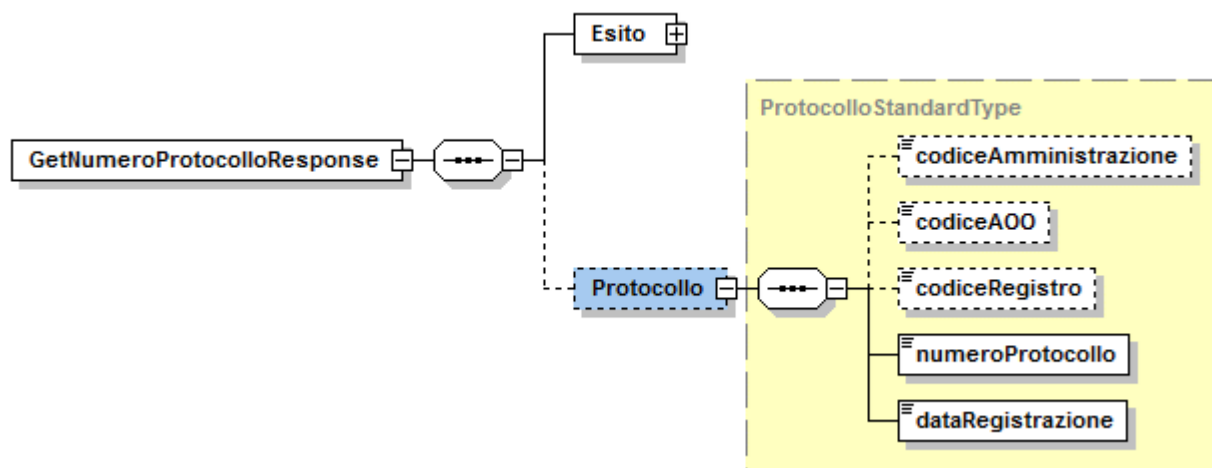 Esito
ProtocolloStandardType
GetNumeroProtocolloResponse
codiceAmministrazione
codiceAOO
Protocollo
codiceRegistro
numeroProtocollo
dataRegistrazione